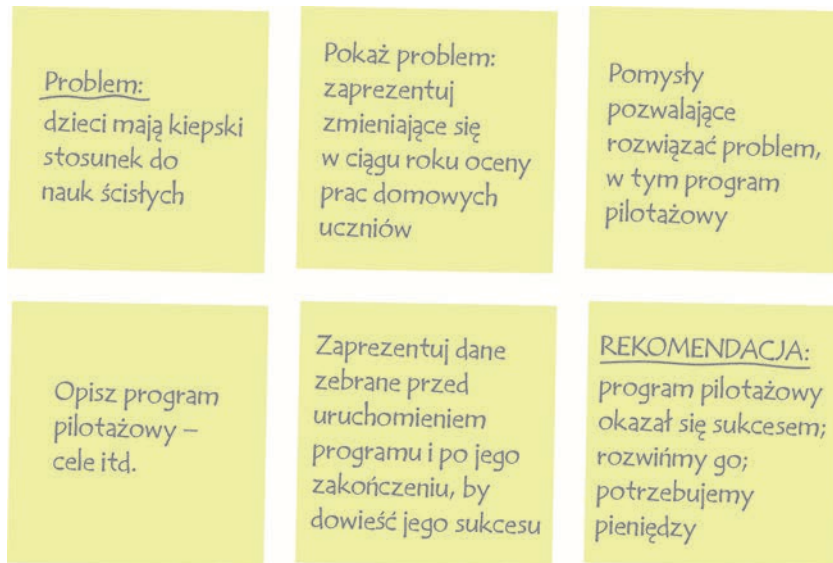 Problem:
dzieci mają kiepski
stosunek do
nauk ścisłych
Pokaż problem:
zaprezentuj
zmieniające się
w ciągu roku oceny
prac domowych
uczniów
Pomysły
pozwalające
rozwiązać problem,
w tym program
pilotażowy
Opisz program
pilotażowy –
cele itd.
Zaprezentuj dane
zebrane przed
uruchomieniem
programu i po jego
zakończeniu, by
dowieść jego sukcesu
REKOMENDACJA:
program pilotażowy
okazał się sukcesem;
rozwińmy go;
potrzebujemy
pieniędzy